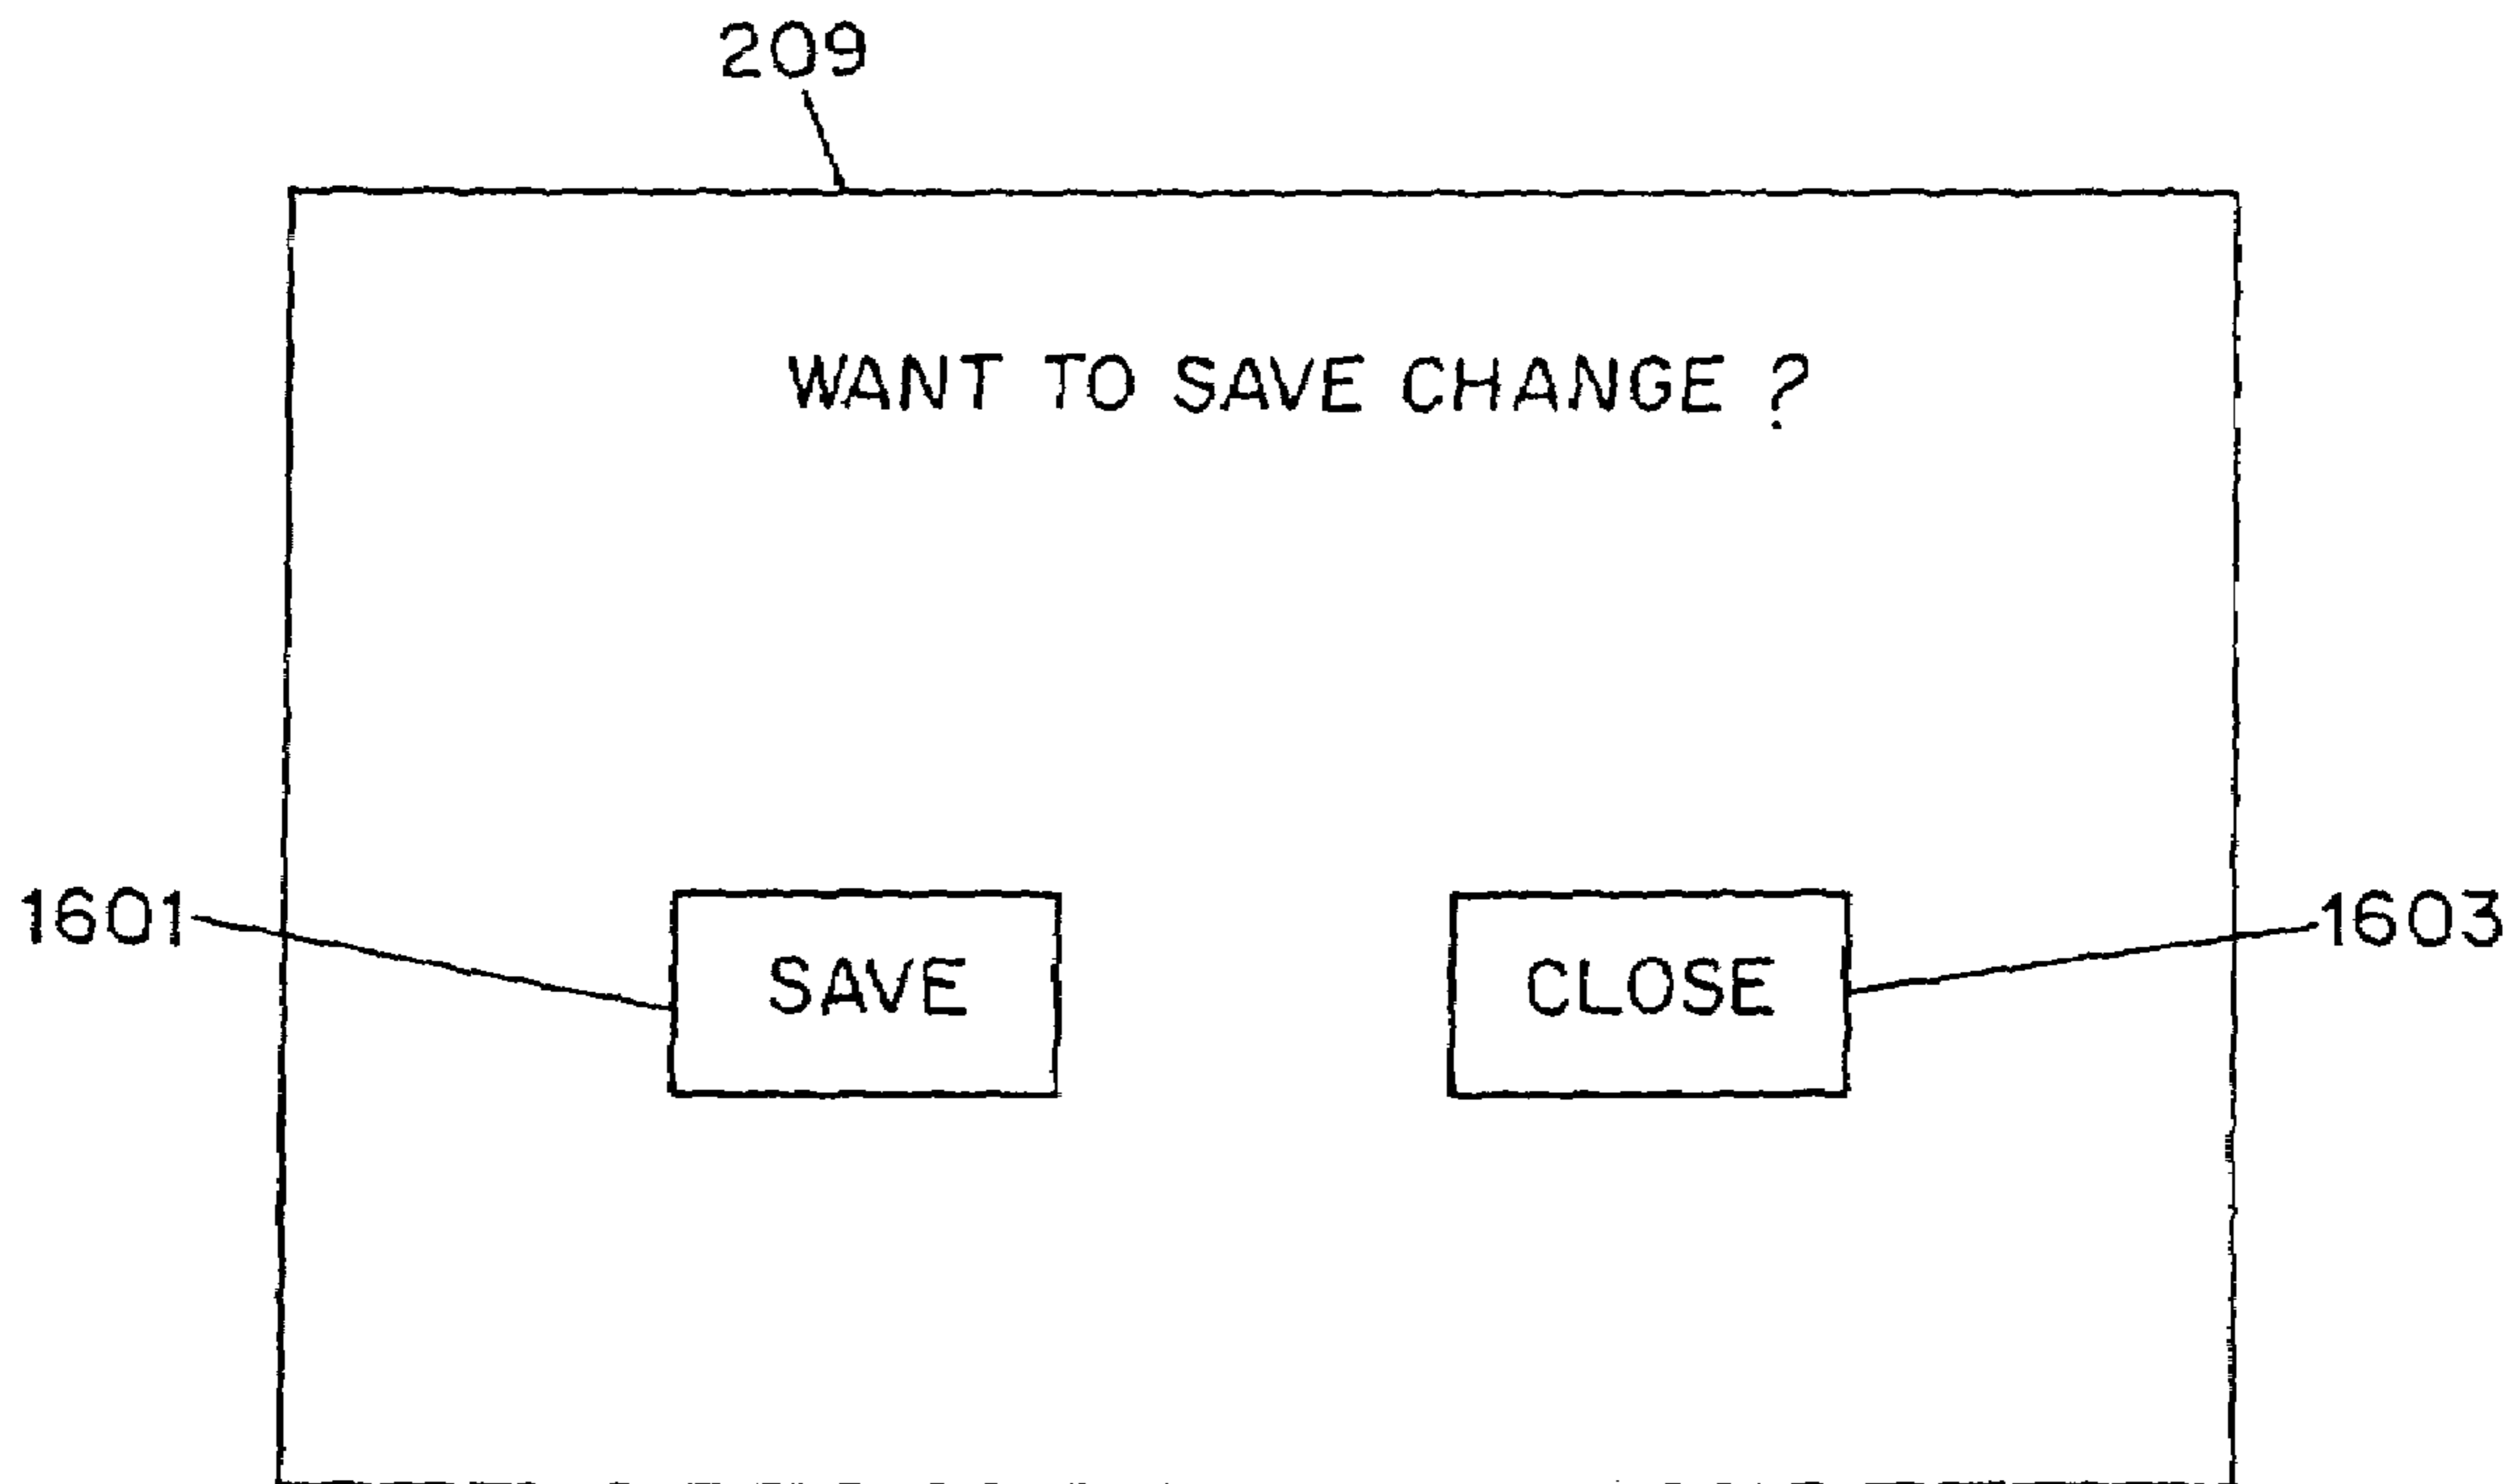 209
WANT TO SAVE CHANGE ?
1601
SAVE
CLOSE
1603